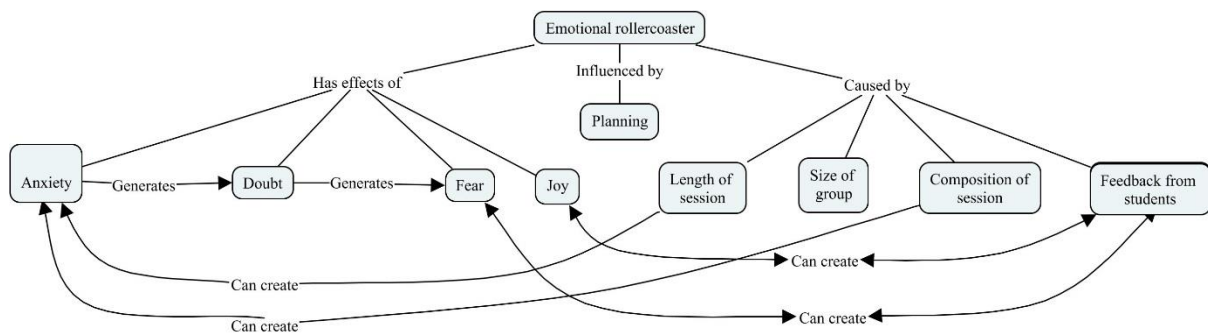 Emotional rollercoaster
Has effects of
Influenced by
Caused by
Planning
Anxiety
Generates
Doubt
Generates
Fear
Joy
Length of
session
Size of
group
Composition of
session
Feedback from
students
Can create
Can create
Can create
Can create